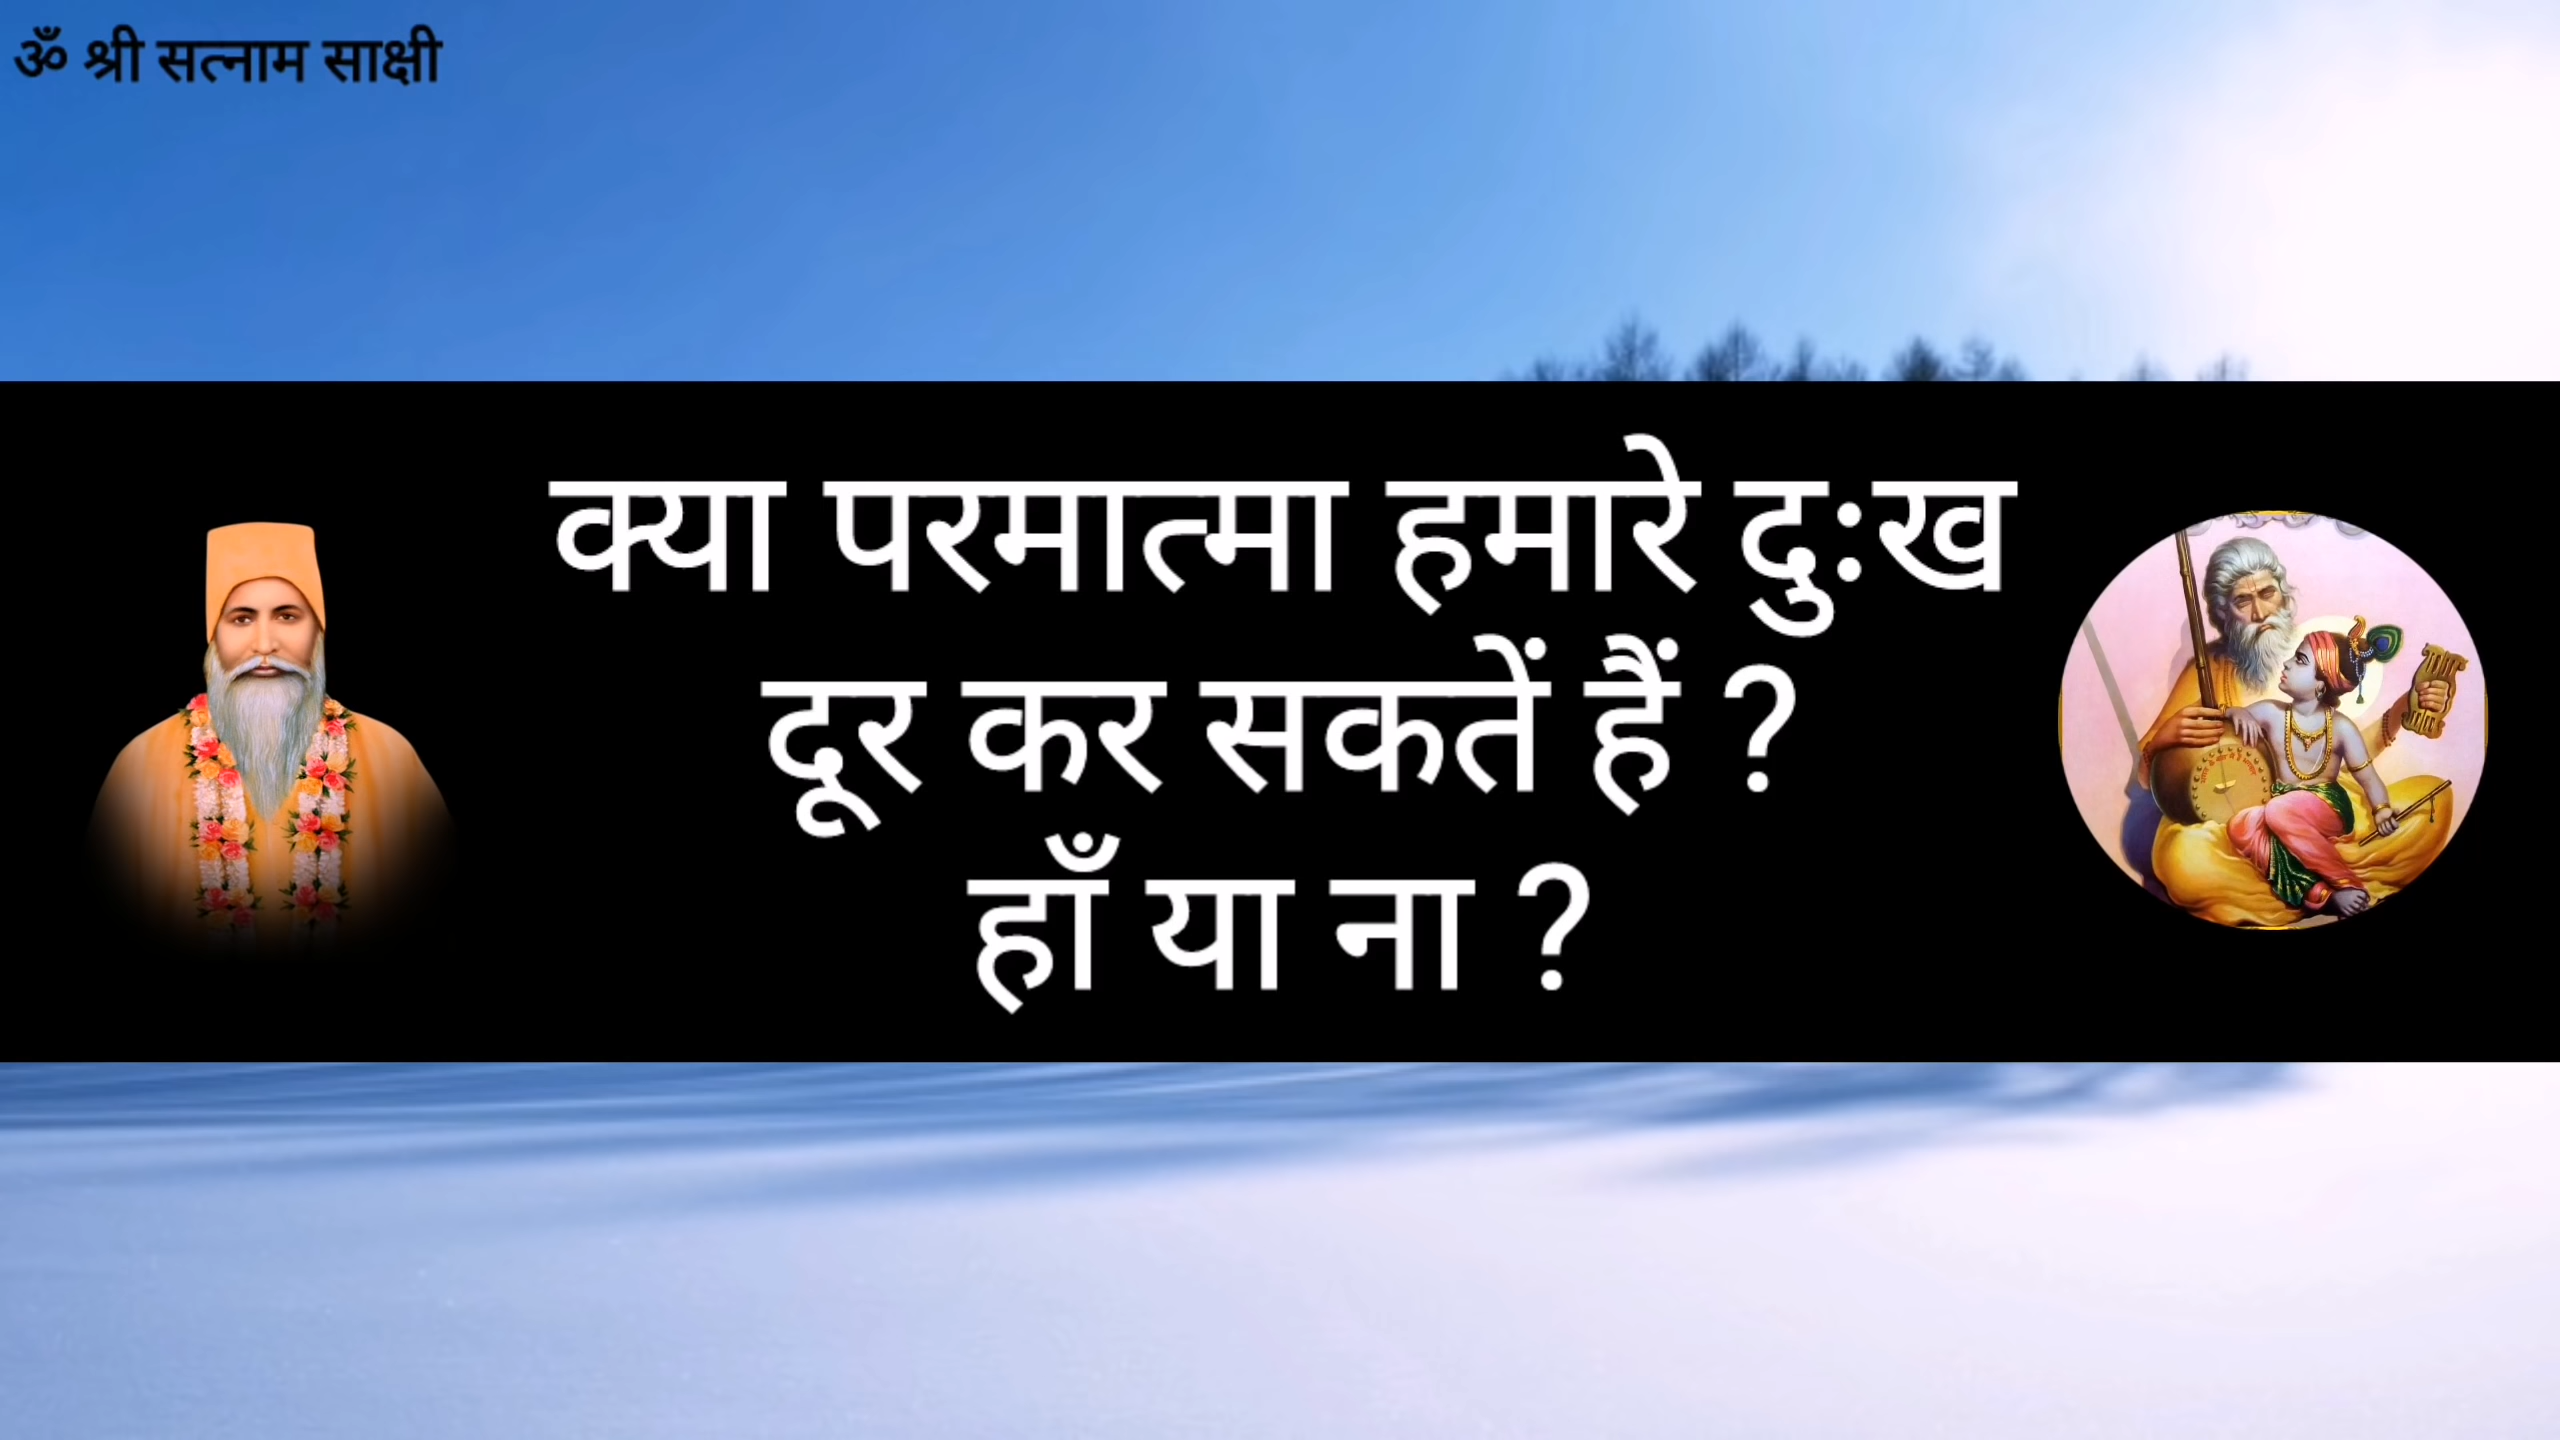 ॐ श्री सत्नाम साक्षी
क्या परमात्मा हमारे दुःख
दूर कर सकतें हैं ?
हाँ या ना ?